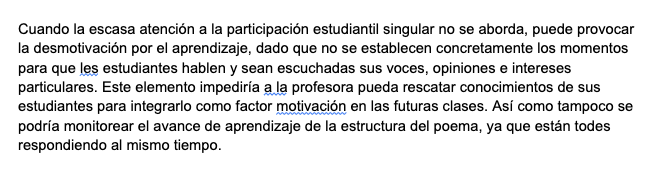 Cuando la escasa atención a la participación estudiantil singular no se aborda, puede provocar
la desmotivación por el aprendizaje, dado que no se establecen concretamente los momentos
para que les estudiantes hablen y sean escuchadas sus voces, opiniones e intereses
particulares. Este elemento impediría a la profesora pueda rescatar conocimientos de sus
estudiantes para integrarlo como factor motivación en las futuras clases. Así como tampoco se
podría monitorear el avance de aprendizaje de la estructura del poema, ya que están todes
respondiendo al mismo tiempo.